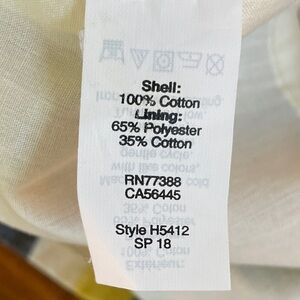 Shell:
100% Cotton
Lining:
65% Polyester
35% Cotton
RN77388
CA56445
Style H5412
SP 18